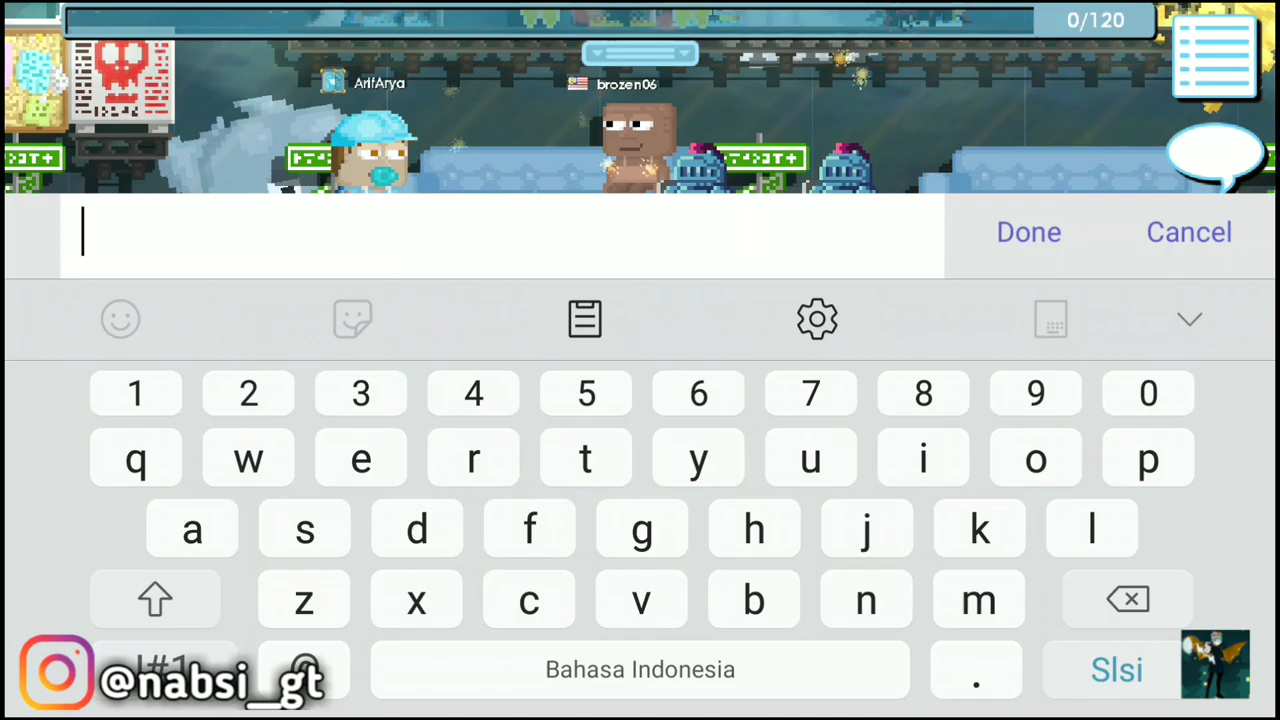 0/120
ArifArya
brozen06
Done
Cancel
1 2 3 4 5 6 7 8 9 0
q w e r t y u i o p
a s d f g h j k l
z x c v b n m
!#1
Bahasa Indonesia
.
Slsi
@nabsi_gt